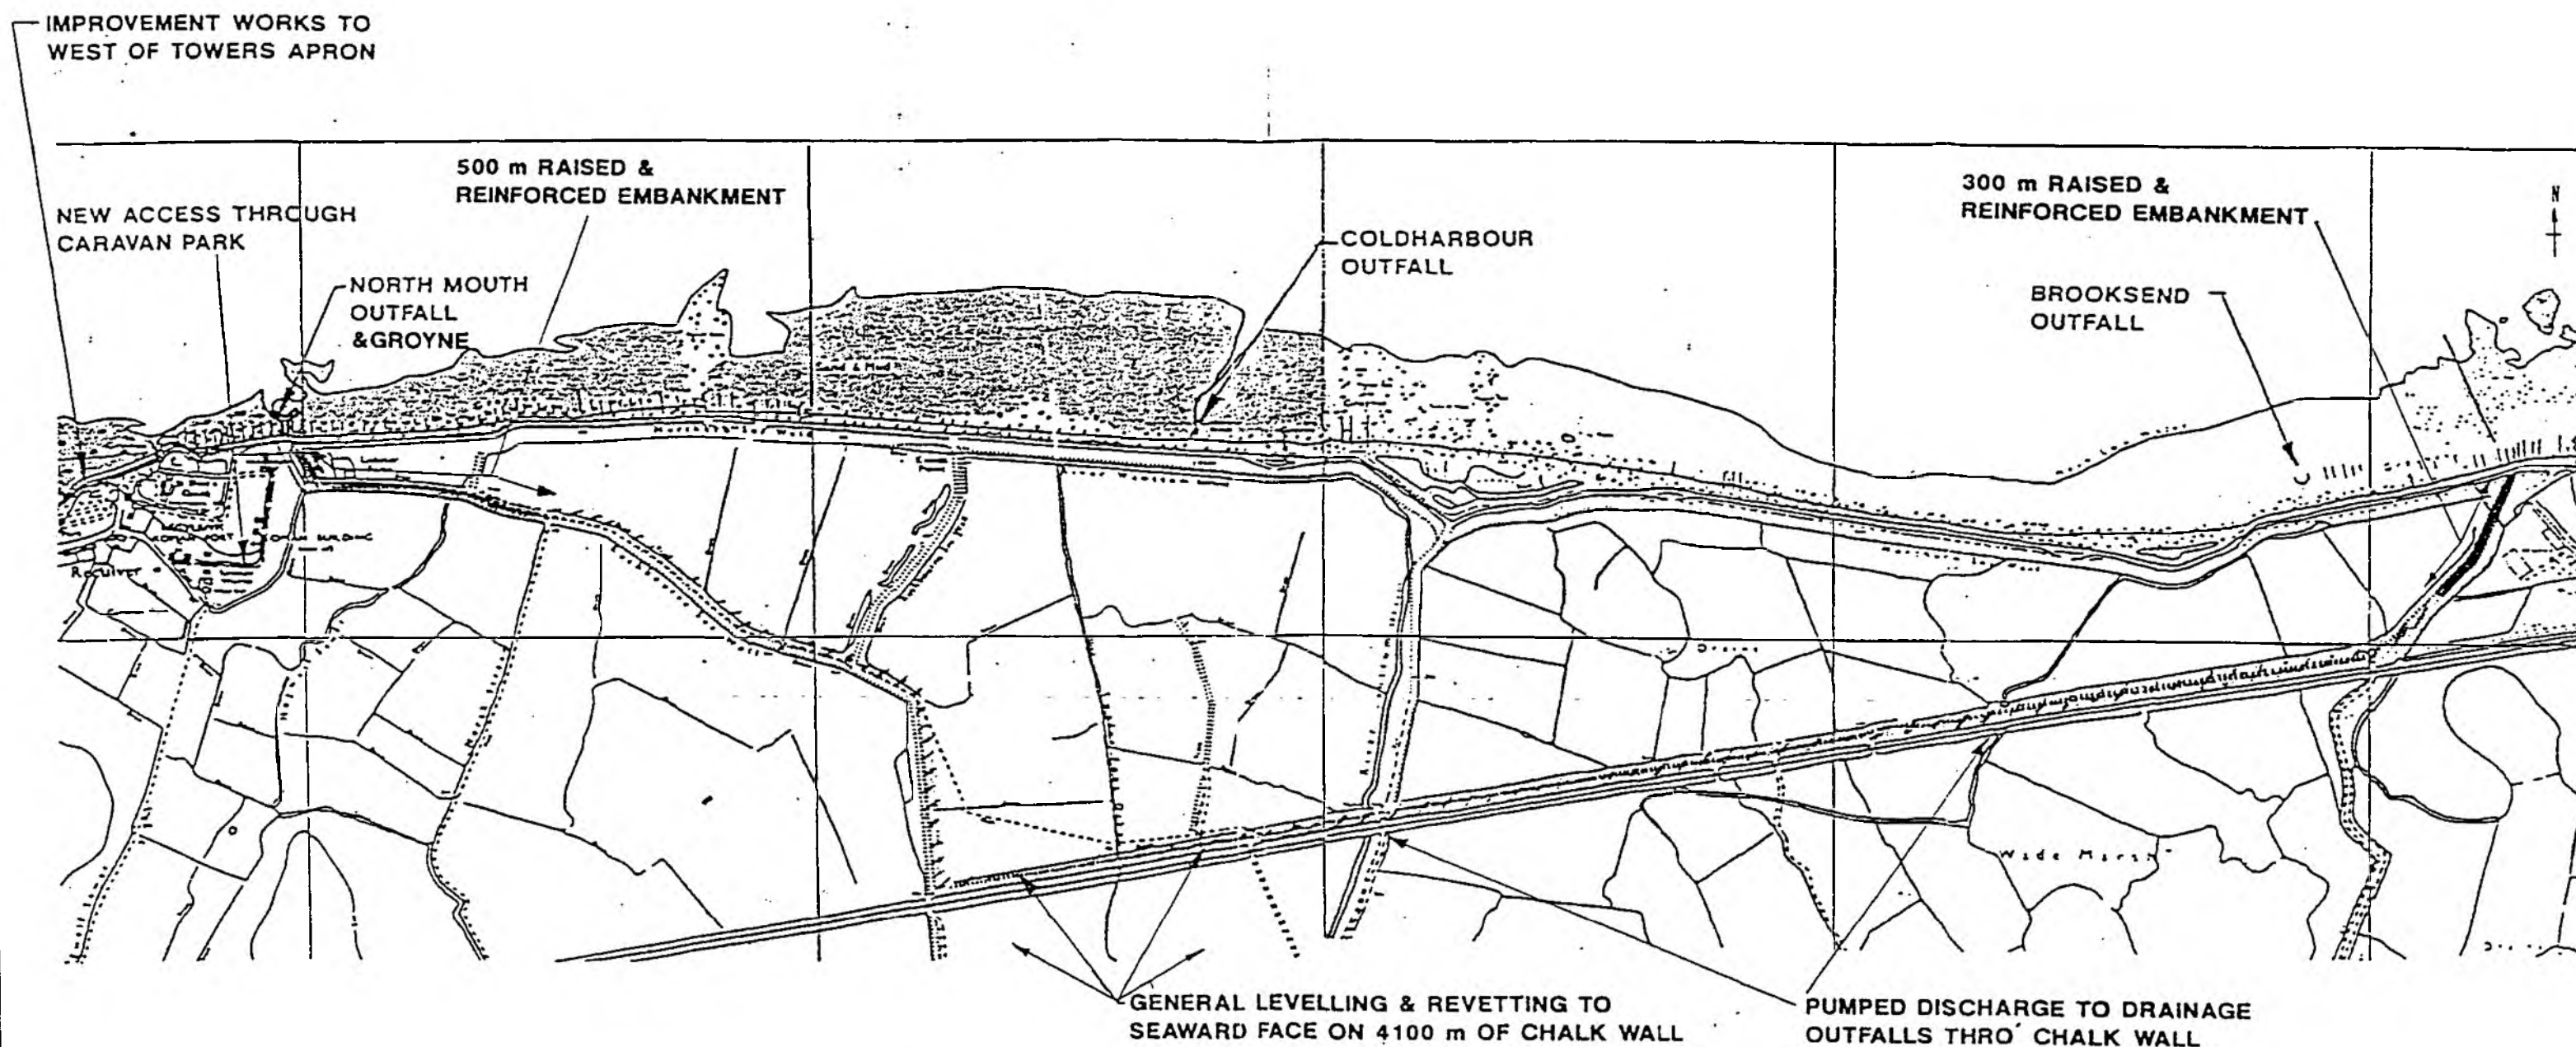 IMPROVEMENT WORKS TO
WEST OF TOWERS APRON
500 m RAISED &
REINFORCED EMBANKMENT
NEW ACCESS THROUGH
CARAVAN PARK
NORTH MOUTH
OUTFALL
&GROYNE
COLDHARBOUR
OUTFALL
300 m RAISED &
REINFORCED EMBANKMENT
N
BROOKSEND
OUTFALL
Reculver
Wade Marsh
GENERAL LEVELLING & REVETTING TO
SEAWARD FACE ON 4100 m OF CHALK WALL
PUMPED DISCHARGE TO DRAINAGE
OUTFALLS THRO' CHALK WALL